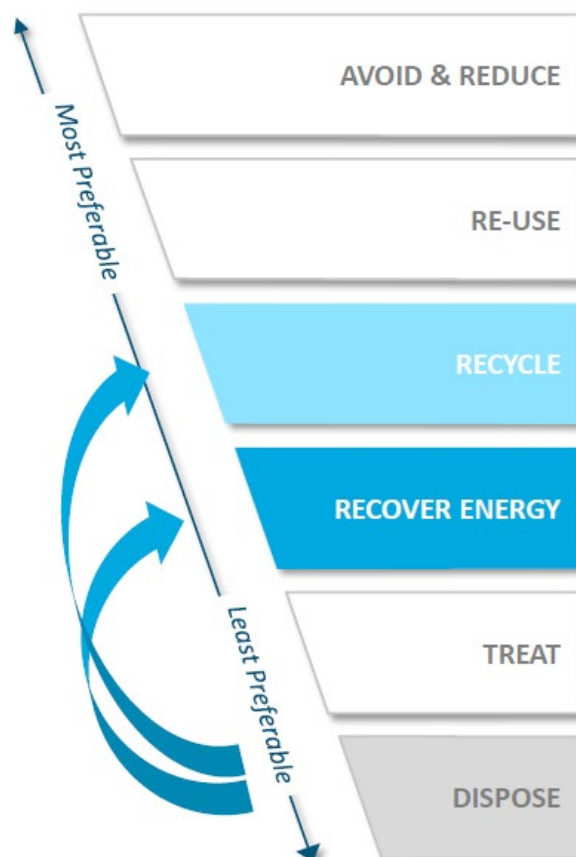 AVOID & REDUCE
Most Preferable
RE-USE
RECYCLE
RECOVER ENERGY
Least Preferable
TREAT
DISPOSE